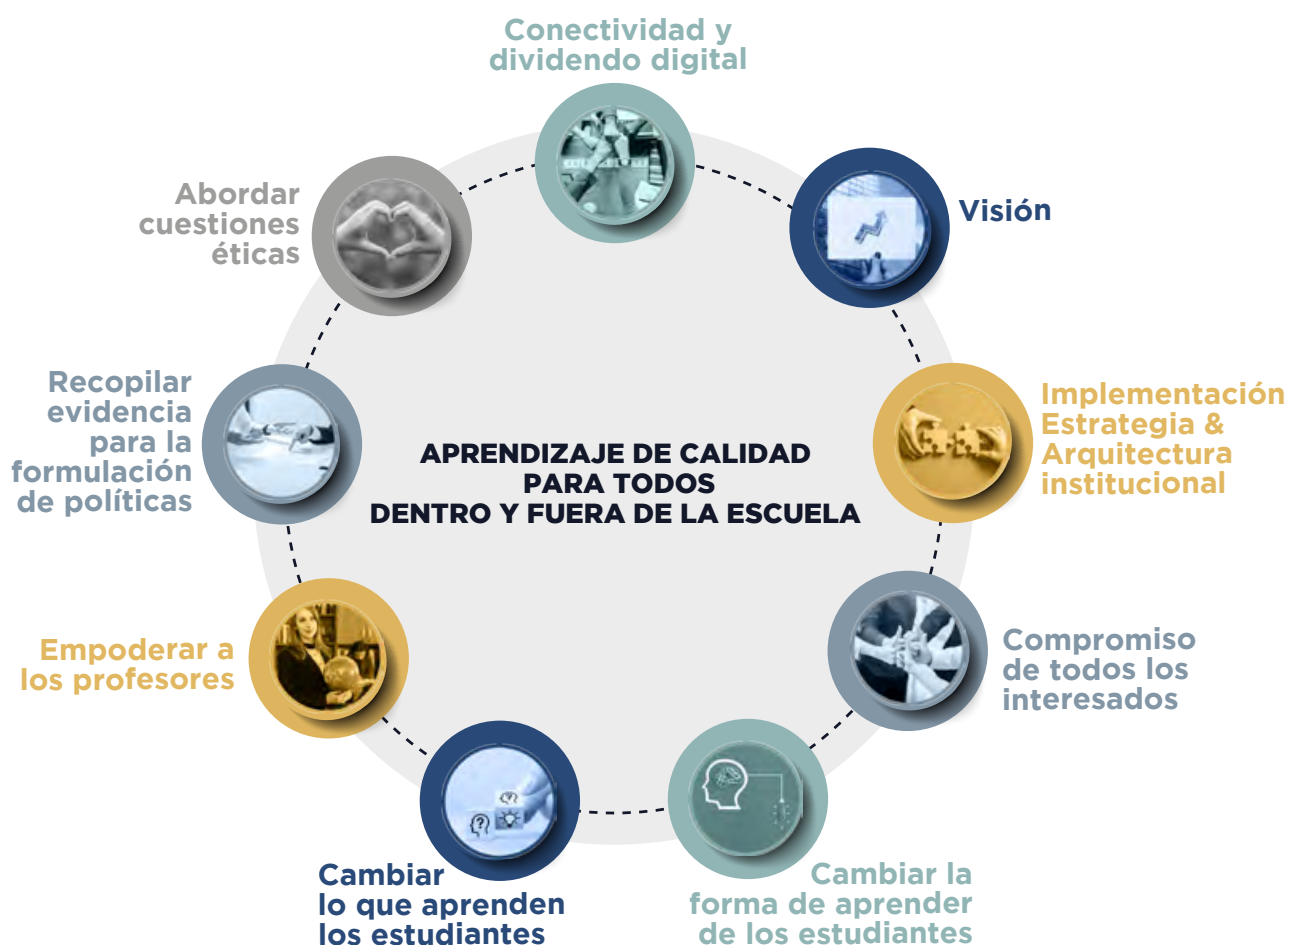 Conectividad y
dividendo digital
Visión
Implementación
Estrategia &
Arquitectura
institucional
Compromiso
de todos los
interesados
Cambiar la
forma de aprender
de los estudiantes
Cambiar
lo que aprenden
los estudiantes
Empoderar a
los profesores
Recopilar
evidencia
para la
formulación
de políticas
Abordar
cuestiones
éticas
APRENDIZAJE DE CALIDAD
PARA TODOS
DENTRO Y FUERA DE LA ESCUELA